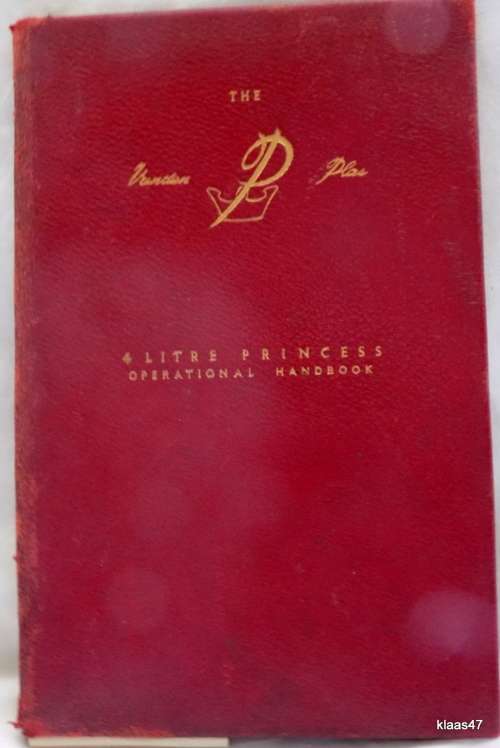 THE
Vanden P Plas
4 LITRE PRINCESS
OPERATIONAL HANDBOOK
klaas47